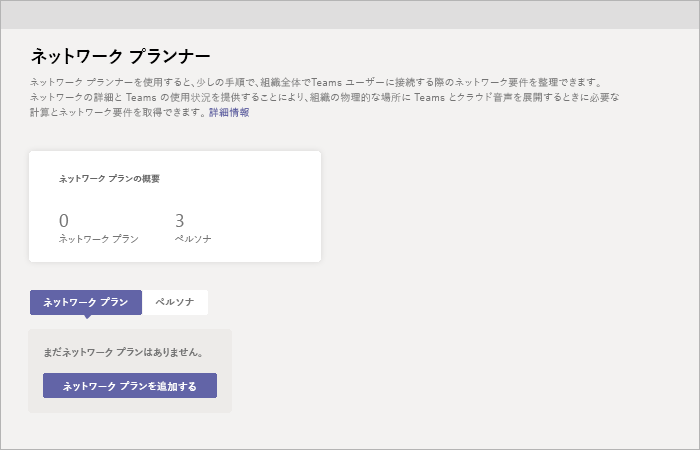 ネットワーク プランナー
ネットワーク プランナーを使用すると、少しの手順で、組織全体でTeams ユーザーに接続する際のネットワーク要件を整理できます。
ネットワークの詳細と Teams の使用状況を提供することにより、組織の物理的な場所に Teams とクラウド音声を展開するときに必要な
計算とネットワーク要件を取得できます。 詳細情報
ネットワーク プランの概要
0 3
ネットワーク プラン ペルソナ
ネットワーク プラン ペルソナ
まだネットワーク プランはありません。
ネットワーク プランを追加する